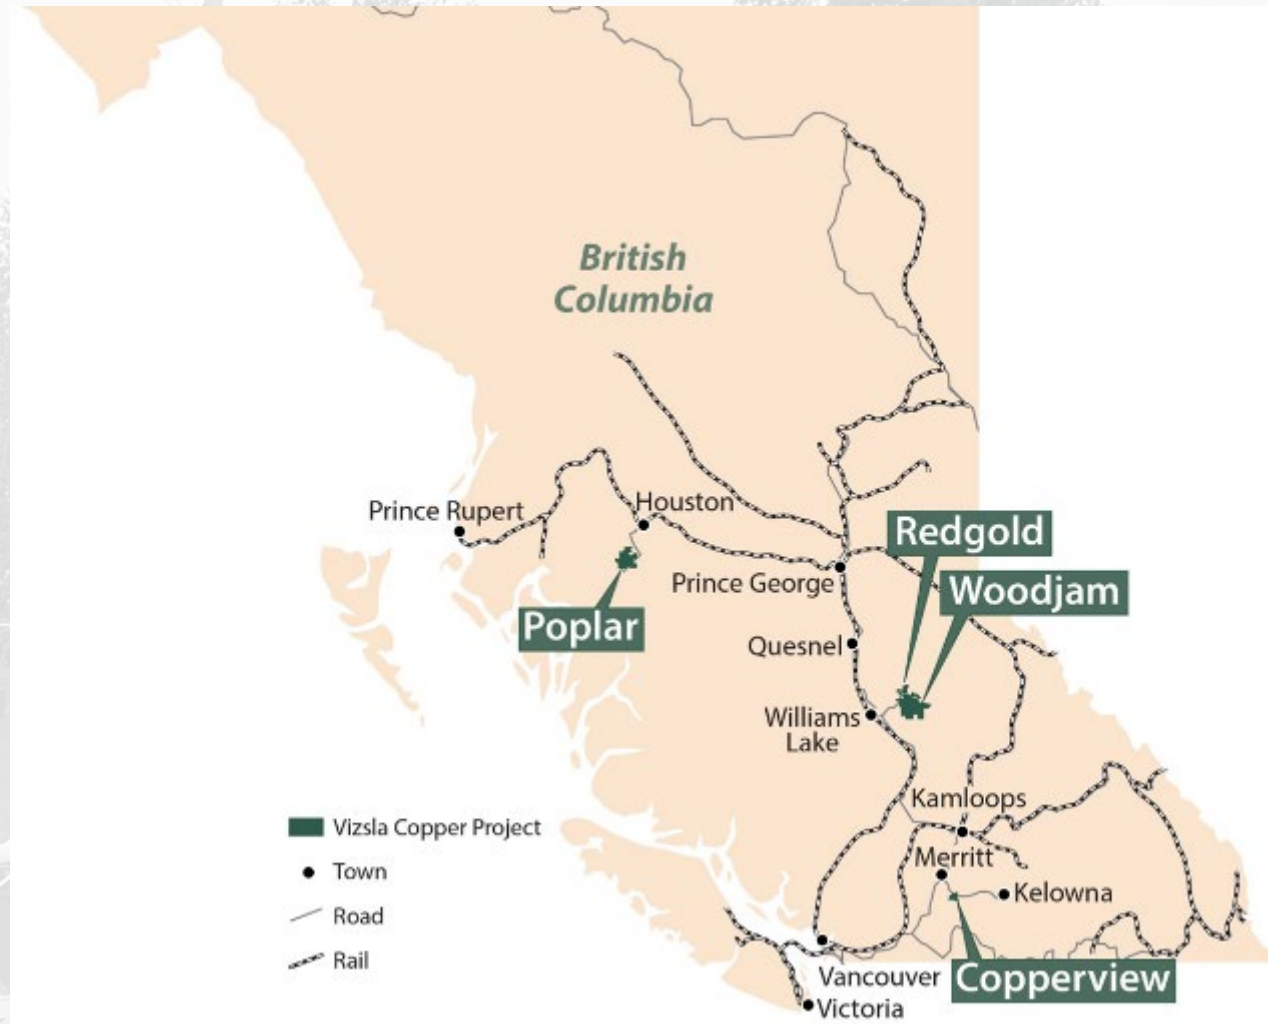 British
Columbia
Prince Rupert
Houston
Redgold
Prince George
Woodjam
Poplar
Quesnel
Williams
Lake
Kamloops
Vizsla Copper Project
Merritt
Town
Kelowna
Road
Rail
Vancouver
Copperview
Victoria